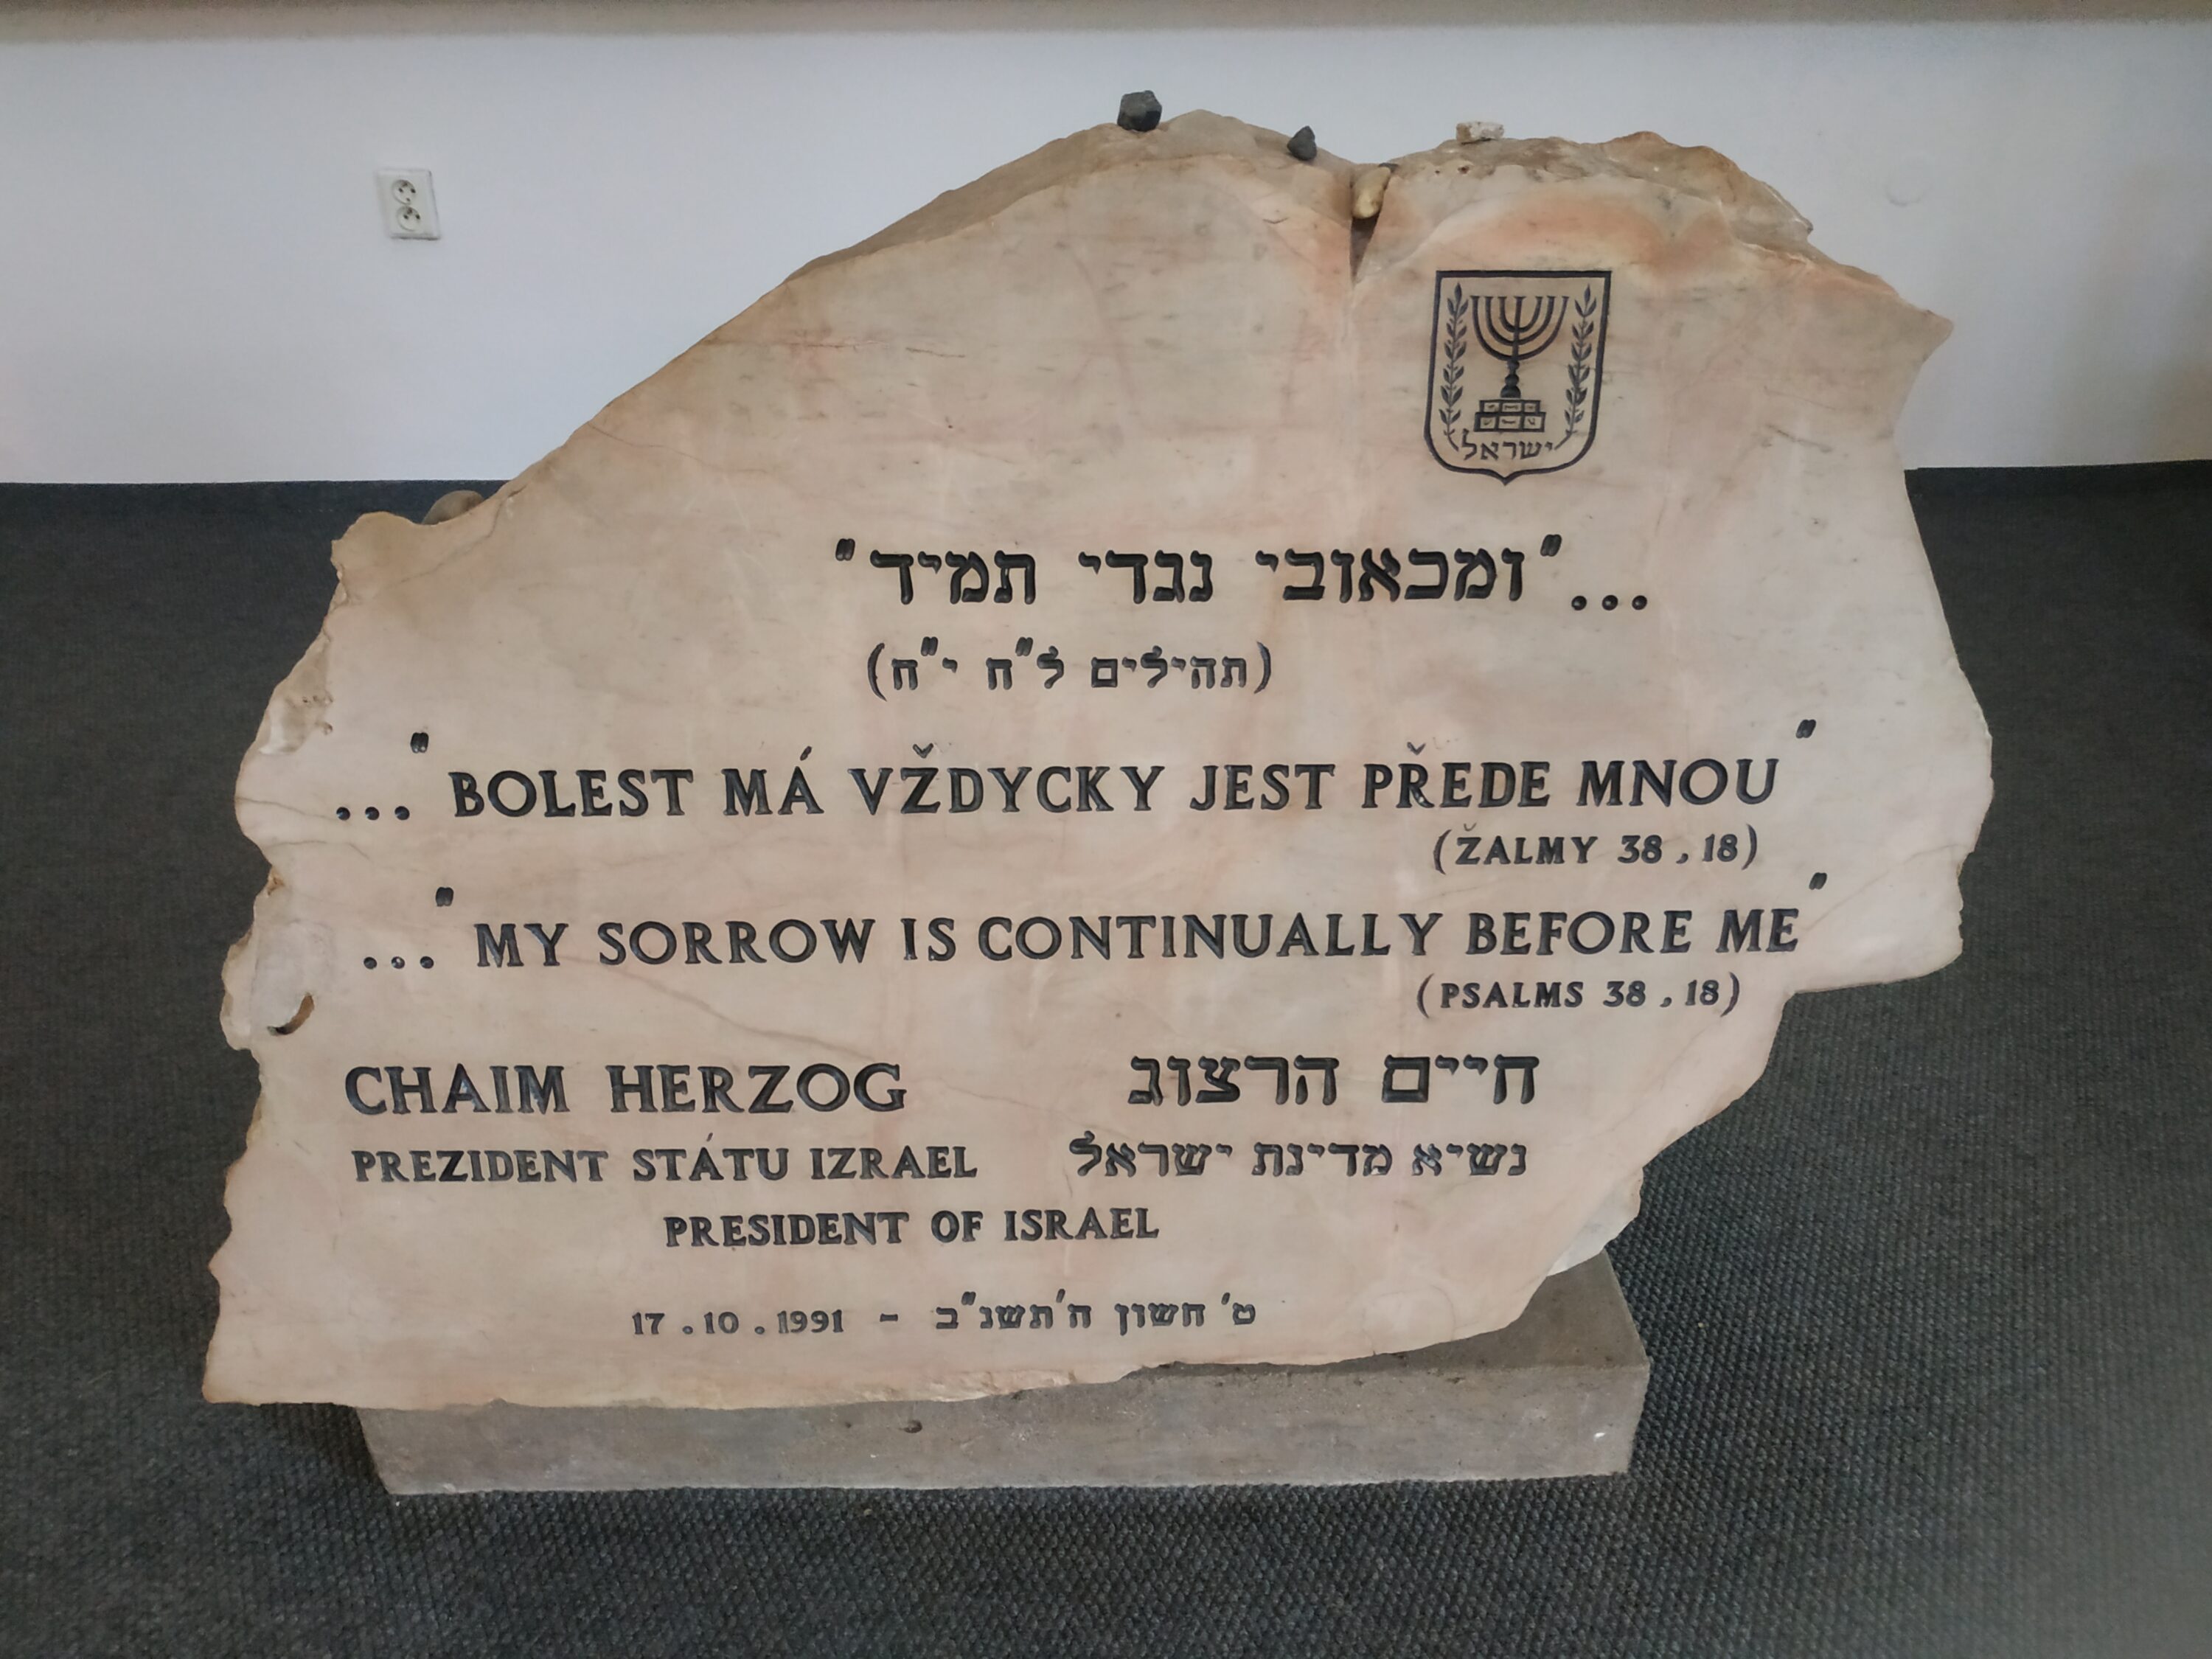 ישראל
..."ומכאובי נגדי תמיד"
(תהילים ל"ח י"ח)
..."BOLEST MÁ VŽDYCKY JEST PŘEDE MNOU"
(ŽALMY 38, 18)
..."MY SORROW IS CONTINUALLY BEFORE ME"
(PSALMS 38, 18)
CHAIM HERZOG חיים הרצוג
PREZIDENT STÁTU IZRAEL נשיא מדינת ישראל
PRESIDENT OF ISRAEL
17.10.1991 - ט' חשון ה'תשנ"ב